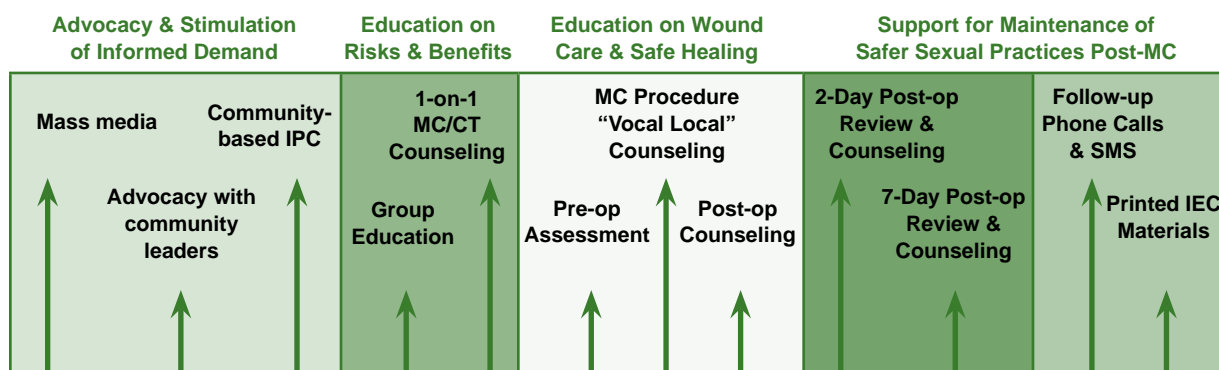 Advocacy & Stimulation
of Informed Demand
Education on
Risks & Benefits
Education on Wound
Care & Safe Healing
Support for Maintenance of
Safer Sexual Practices Post-MC
Mass media
Community-
based IPC
Advocacy with
community
leaders
1-on-1
MC/CT
Counseling
Group
Education
MC Procedure
“Vocal Local”
Counseling
Pre-op
Assessment
Post-op
Counseling
2-Day Post-op
Review &
Counseling
7-Day Post-op
Review &
Counseling
Follow-up
Phone Calls
& SMS
Printed IEC
Materials